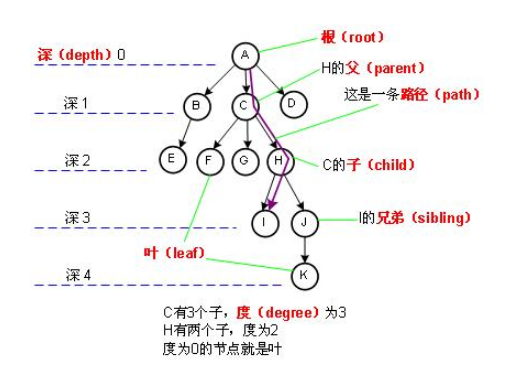 根（root）
深（depth）0
A
H的父（parent）
这是一条路径（path）
深1
B
C
D
深2
E
F
G
H
C的子（child）
深3
I
J
I的兄弟（sibling）
叶（leaf）
深4
K
C有3个子，度（degree）为3
H有两个子，度为2
度为0的节点就是叶